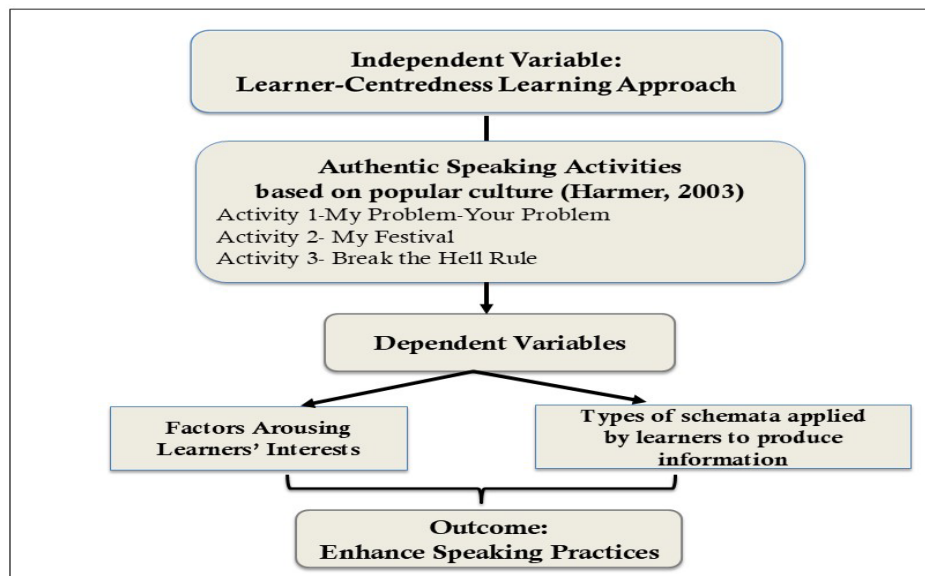 Independent Variable:
Learner-Centredness Learning Approach
Authentic Speaking Activities
based on popular culture (Harmer, 2003)
Activity 1-My Problem-Your Problem
Activity 2- My Festival
Activity 3- Break the Hell Rule
Dependent Variables
Factors Arousing
Learners’ Interests
Types of schemata applied
by learners to produce
information
Outcome:
Enhance Speaking Practices